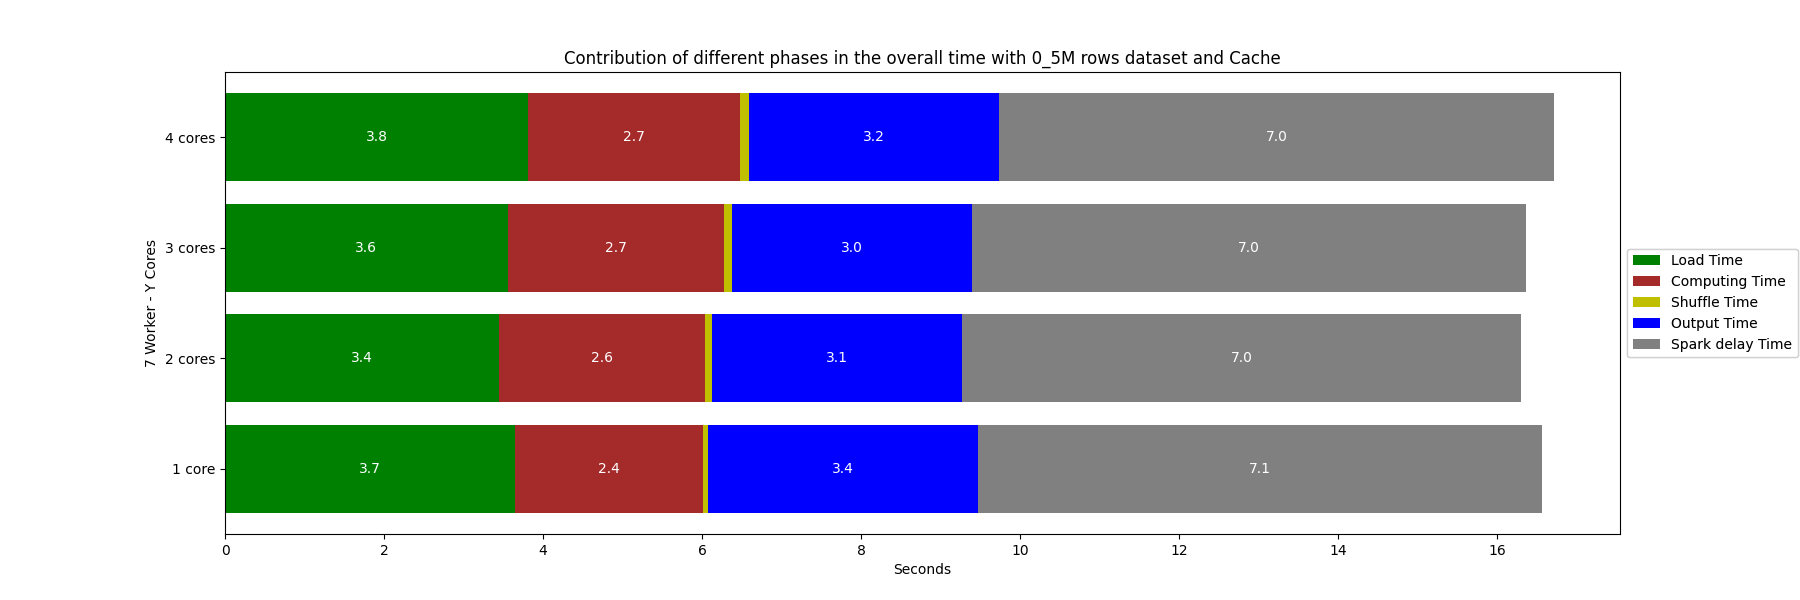 Contribution of different phases in the overall time with 0_5M rows dataset and Cache
7 Worker - Y Cores
4 cores
3.8
2.7
3.2
7.0
3 cores
3.6
2.7
3.0
7.0
2 cores
3.4
2.6
3.1
7.0
1 core
3.7
2.4
3.4
7.1
0
2
4
6
8
10
12
14
16
Seconds
Load Time
Computing Time
Shuffle Time
Output Time
Spark delay Time